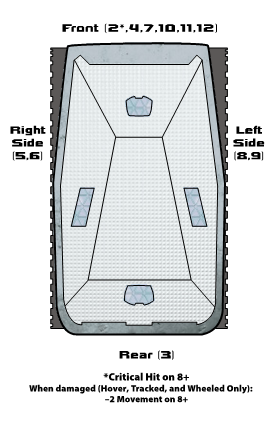 Front (2*,4,7,10,11,12)
Right
Side
(5,6)
Left
Side
(8,9)
Rear (3)
*Critical Hit on 8+
When damaged (Hover, Tracked, and Wheeled Only):
–2 Movement on 8+